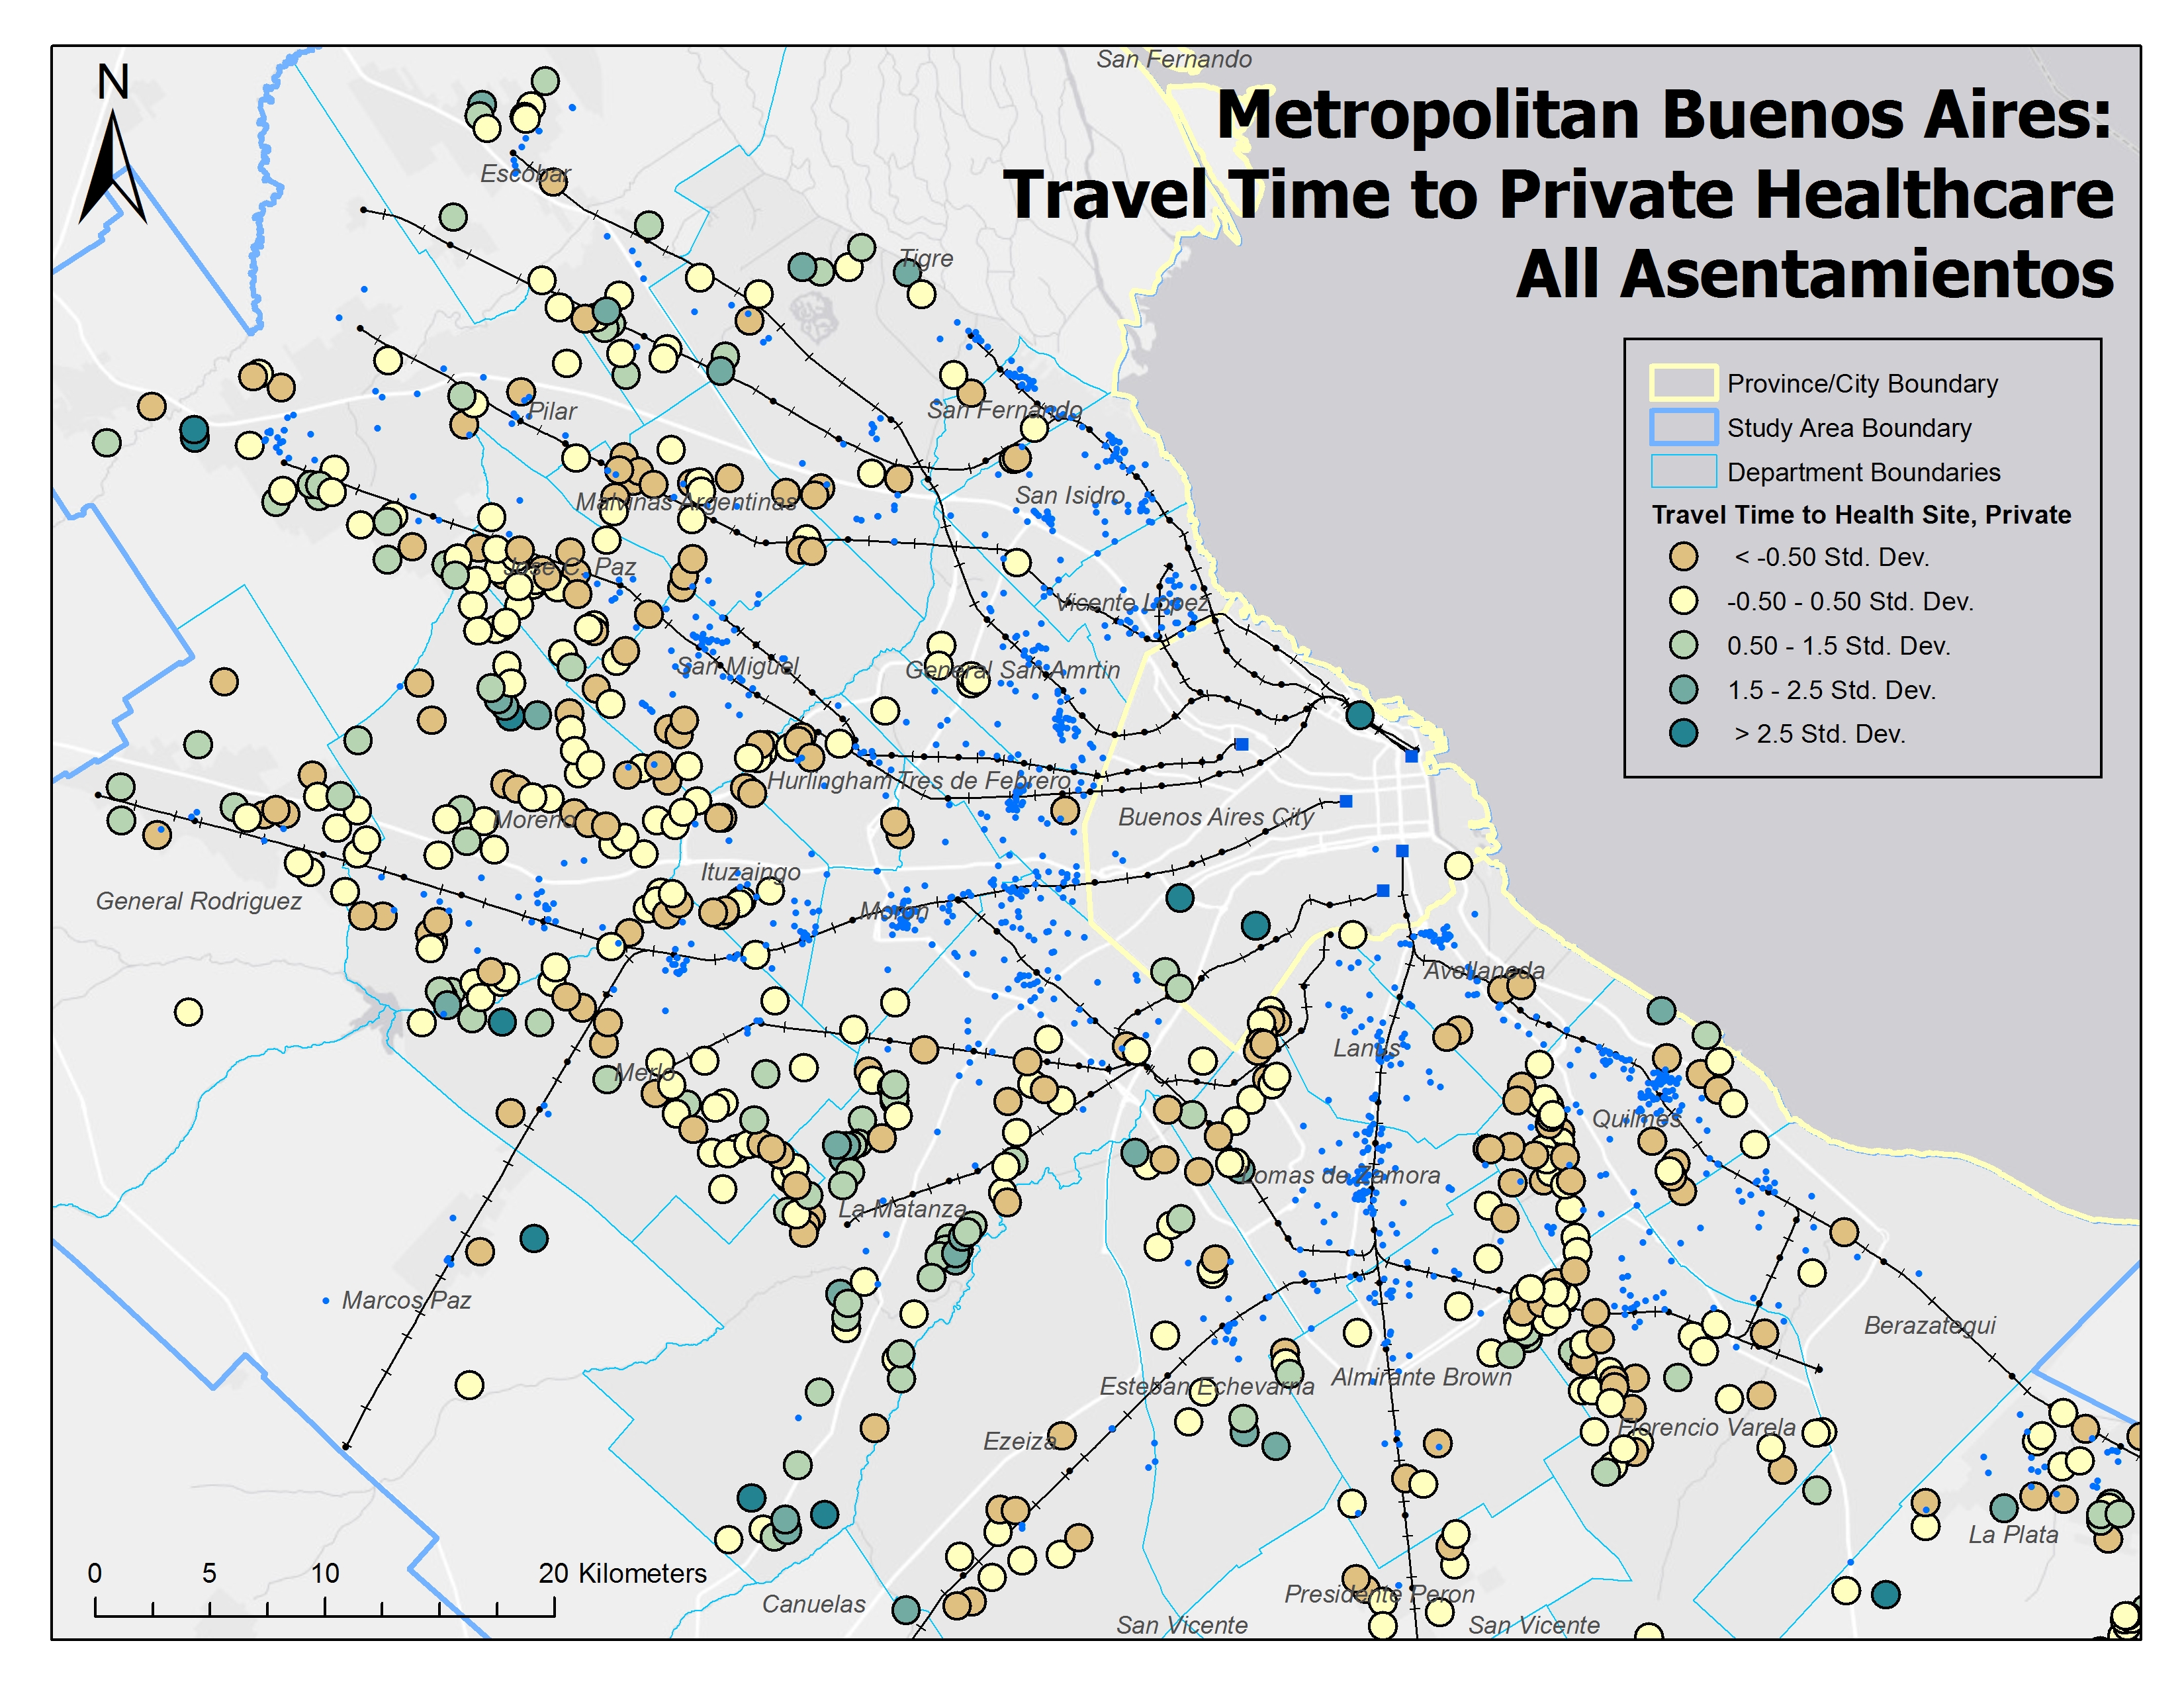 San Fernando
N
Metropolitan Buenos Aires:
Travel Time to Private Healthcare
All Asentamientos
Escobar
Tigre
Province/City Boundary
Study Area Boundary
Department Boundaries
Travel Time to Health Site, Private
< -0.50 Std. Dev.
-0.50 - 0.50 Std. Dev.
0.50 - 1.5 Std. Dev.
1.5 - 2.5 Std. Dev.
> 2.5 Std. Dev.
Pilar
San Fernando
Malvinas Argentinas
San Isidro
Jose C. Paz
Vicente Lopez
San Miguel
General San Amrtin
Hurlingham
Tres de Febrero
Buenos Aires City
Moreno
Ituzaingo
General Rodriguez
Moron
Avollaneda
Lanus
Merlo
Quilmes
Lomas de Zamora
La Matanza
Marcos Paz
Berazategui
Esteban Echevarria
Almirante Brown
Ezeiza
Florencio Varela
La Plata
0 5 10 20 Kilometers
Canuelas
Presidente Peron
San Vicente
San Vicente